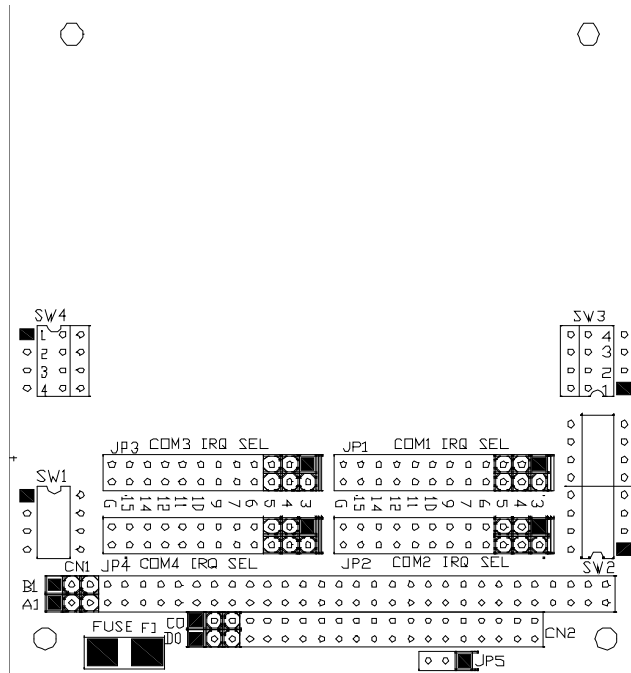 SW4
SW3
1
2
3
4
4
3
2
1
JP3 COM3 IRQ SEL
JP1 COM1 IRQ SEL
SW1
G 15 14 12 11 10 9 7 6 5 4 3
G 15 14 12 11 10 9 7 6 5 4 3
CN1 JP4 COM4 IRQ SEL
JP2 COM2 IRQ SEL
SW2
B1
A1
FUSE F1
C0
D0
CN2
JP5